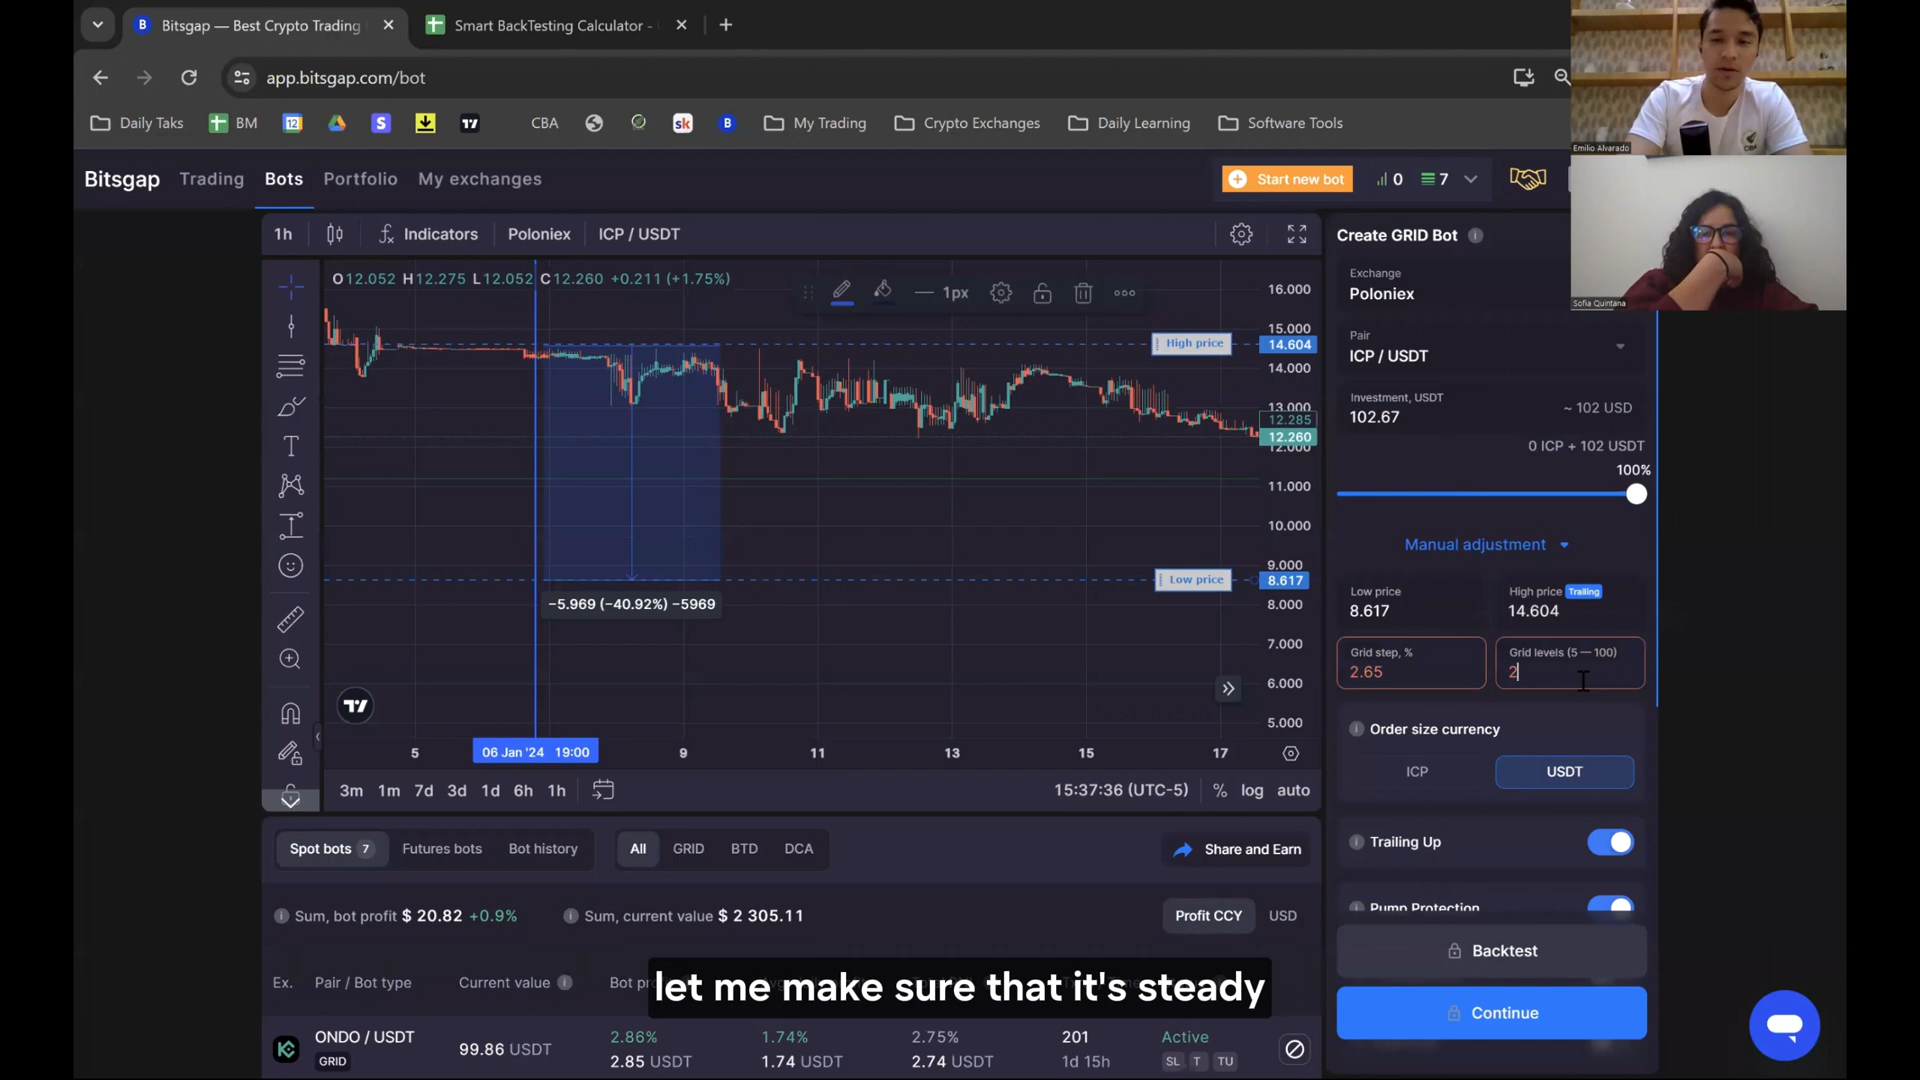 Bitsgap — Best Crypto Trading
Smart BackTesting Calculator -
app.bitsgap.com/bot
Daily Taks
BM
CBA
sk
My Trading
Crypto Exchanges
Daily Learning
Software Tools
Emilio Alvarado
Sofia Quintana
Bitsgap
Trading
Bots
Portfolio
My exchanges
Start new bot
0
7
1h
Indicators
Poloniex
ICP / USDT
O12.052 H12.275 L12.052 C12.260 +0.211 (+1.75%)
1px
16.000
15.000
High price
14.604
14.000
13.000
12.285
12.260
12.000
11.000
10.000
9.000
Low price
8.617
8.000
7.000
6.000
5.000
−5.969 (−40.92%) −5969
5
06 Jan '24 19:00
9
11
13
15
17
3m 1m 7d 3d 1d 6h 1h
15:37:36 (UTC-5)
% log auto
Create GRID Bot
Exchange
Poloniex
Pair
ICP / USDT
Investment, USDT
102.67
~ 102 USD
0 ICP + 102 USDT
100%
Manual adjustment
Low price
8.617
High price Trailing
14.604
Grid step, %
2.65
Grid levels (5 — 100)
2
Order size currency
ICP
USDT
Trailing Up
Pump Protection
Backtest
Continue
Spot bots 7
Futures bots
Bot history
All
GRID
BTD
DCA
Share and Earn
Sum, bot profit $ 20.82 +0.9%
Sum, current value $ 2 305.11
Profit CCY
USD
Ex.
Pair / Bot type
Current value
let me make sure that it's steady
ONDO / USDT
GRID
99.86 USDT
2.86%
2.85 USDT
1.74%
1.74 USDT
2.75%
2.74 USDT
201
1d 15h
Active
SL T TU